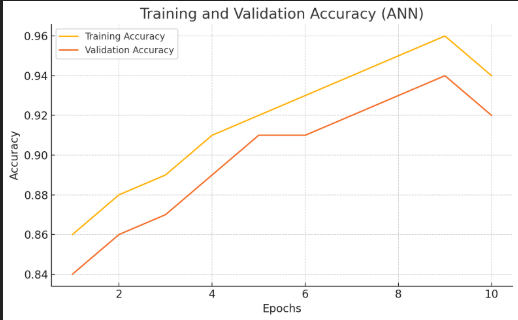 Training and Validation Accuracy (ANN)
Training Accuracy
Validation Accuracy
0.96
0.94
0.92
0.90
0.88
0.86
0.84
Accuracy
2 4 6 8 10
Epochs